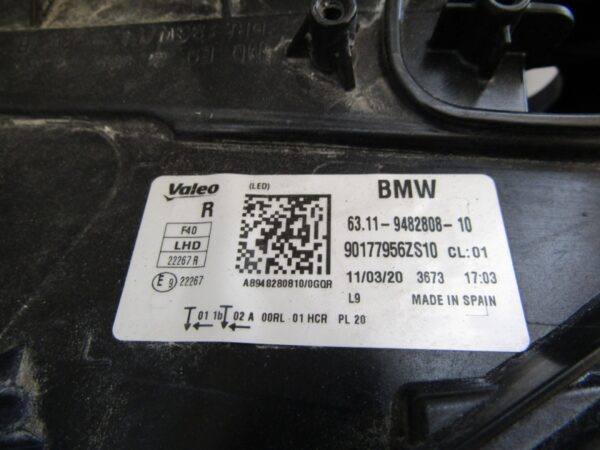 Valeo
(LED)
BMW
R
F40
LHD
22267 R
E 9 22267
A8948280810/0GQR
63.11-9482808-10
90177956ZS10 CL:01
11/03/20 3673 17:03
L9 MADE IN SPAIN
01 1b 02 A 00RL 01 HCR PL 20